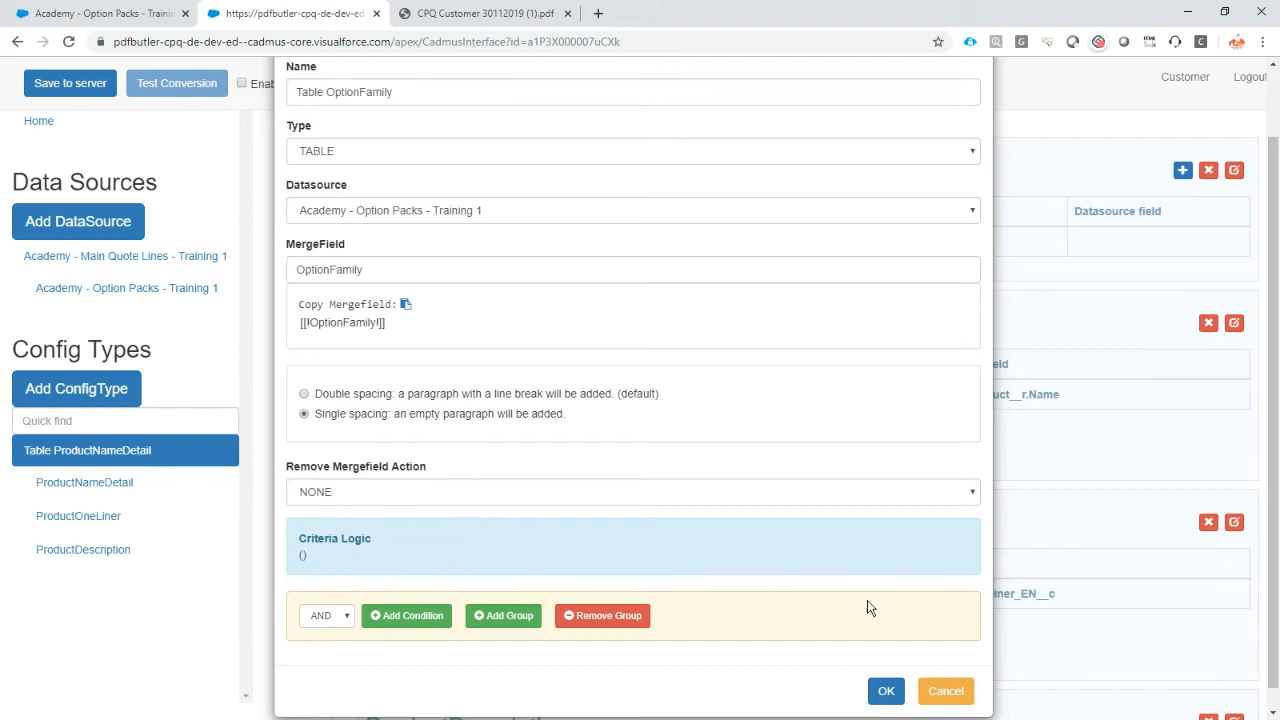 Academy - Option Packs - Trainin
https://pdfbutler-cpq-de-dev-ed
CPQ Customer 30112019 (1).pdf
pdfbutler-cpq-de-dev-ed--cadmus-core.visualforce.com/apex/CadmusInterface?id=a1P3X000007uCXk
Save to server
Test Conversion
Enab
Customer
Logout
Home
Data Sources
Add DataSource
Academy - Main Quote Lines - Training 1
Academy - Option Packs - Training 1
Config Types
Add ConfigType
Quick find
Table ProductNameDetail
ProductNameDetail
ProductOneLiner
ProductDescription
Name
Table OptionFamily
Type
TABLE
Datasource
Academy - Option Packs - Training 1
MergeField
OptionFamily
Copy Mergefield:
[[!OptionFamily!]]
Double spacing: a paragraph with a line break will be added. (default)
Single spacing: an empty paragraph will be added.
Remove Mergefield Action
NONE
Criteria Logic
()
AND
Add Condition
Add Group
Remove Group
OK
Cancel
Datasource field
eld
uct__r.Name
iner_EN__c